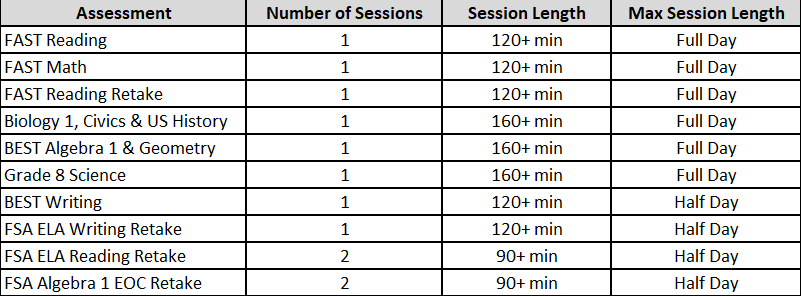 Assessment Number of Sessions Session Length Max Session Length
FAST Reading 1 120+ min Full Day
FAST Math 1 120+ min Full Day
FAST Reading Retake 1 120+ min Full Day
Biology 1, Civics & US History 1 160+ min Full Day
BEST Algebra 1 & Geometry 1 160+ min Full Day
Grade 8 Science 1 160+ min Full Day
BEST Writing 1 120+ min Half Day
FSA ELA Writing Retake 1 120+ min Half Day
FSA ELA Reading Retake 2 90+ min Half Day
FSA Algebra 1 EOC Retake 2 90+ min Half Day